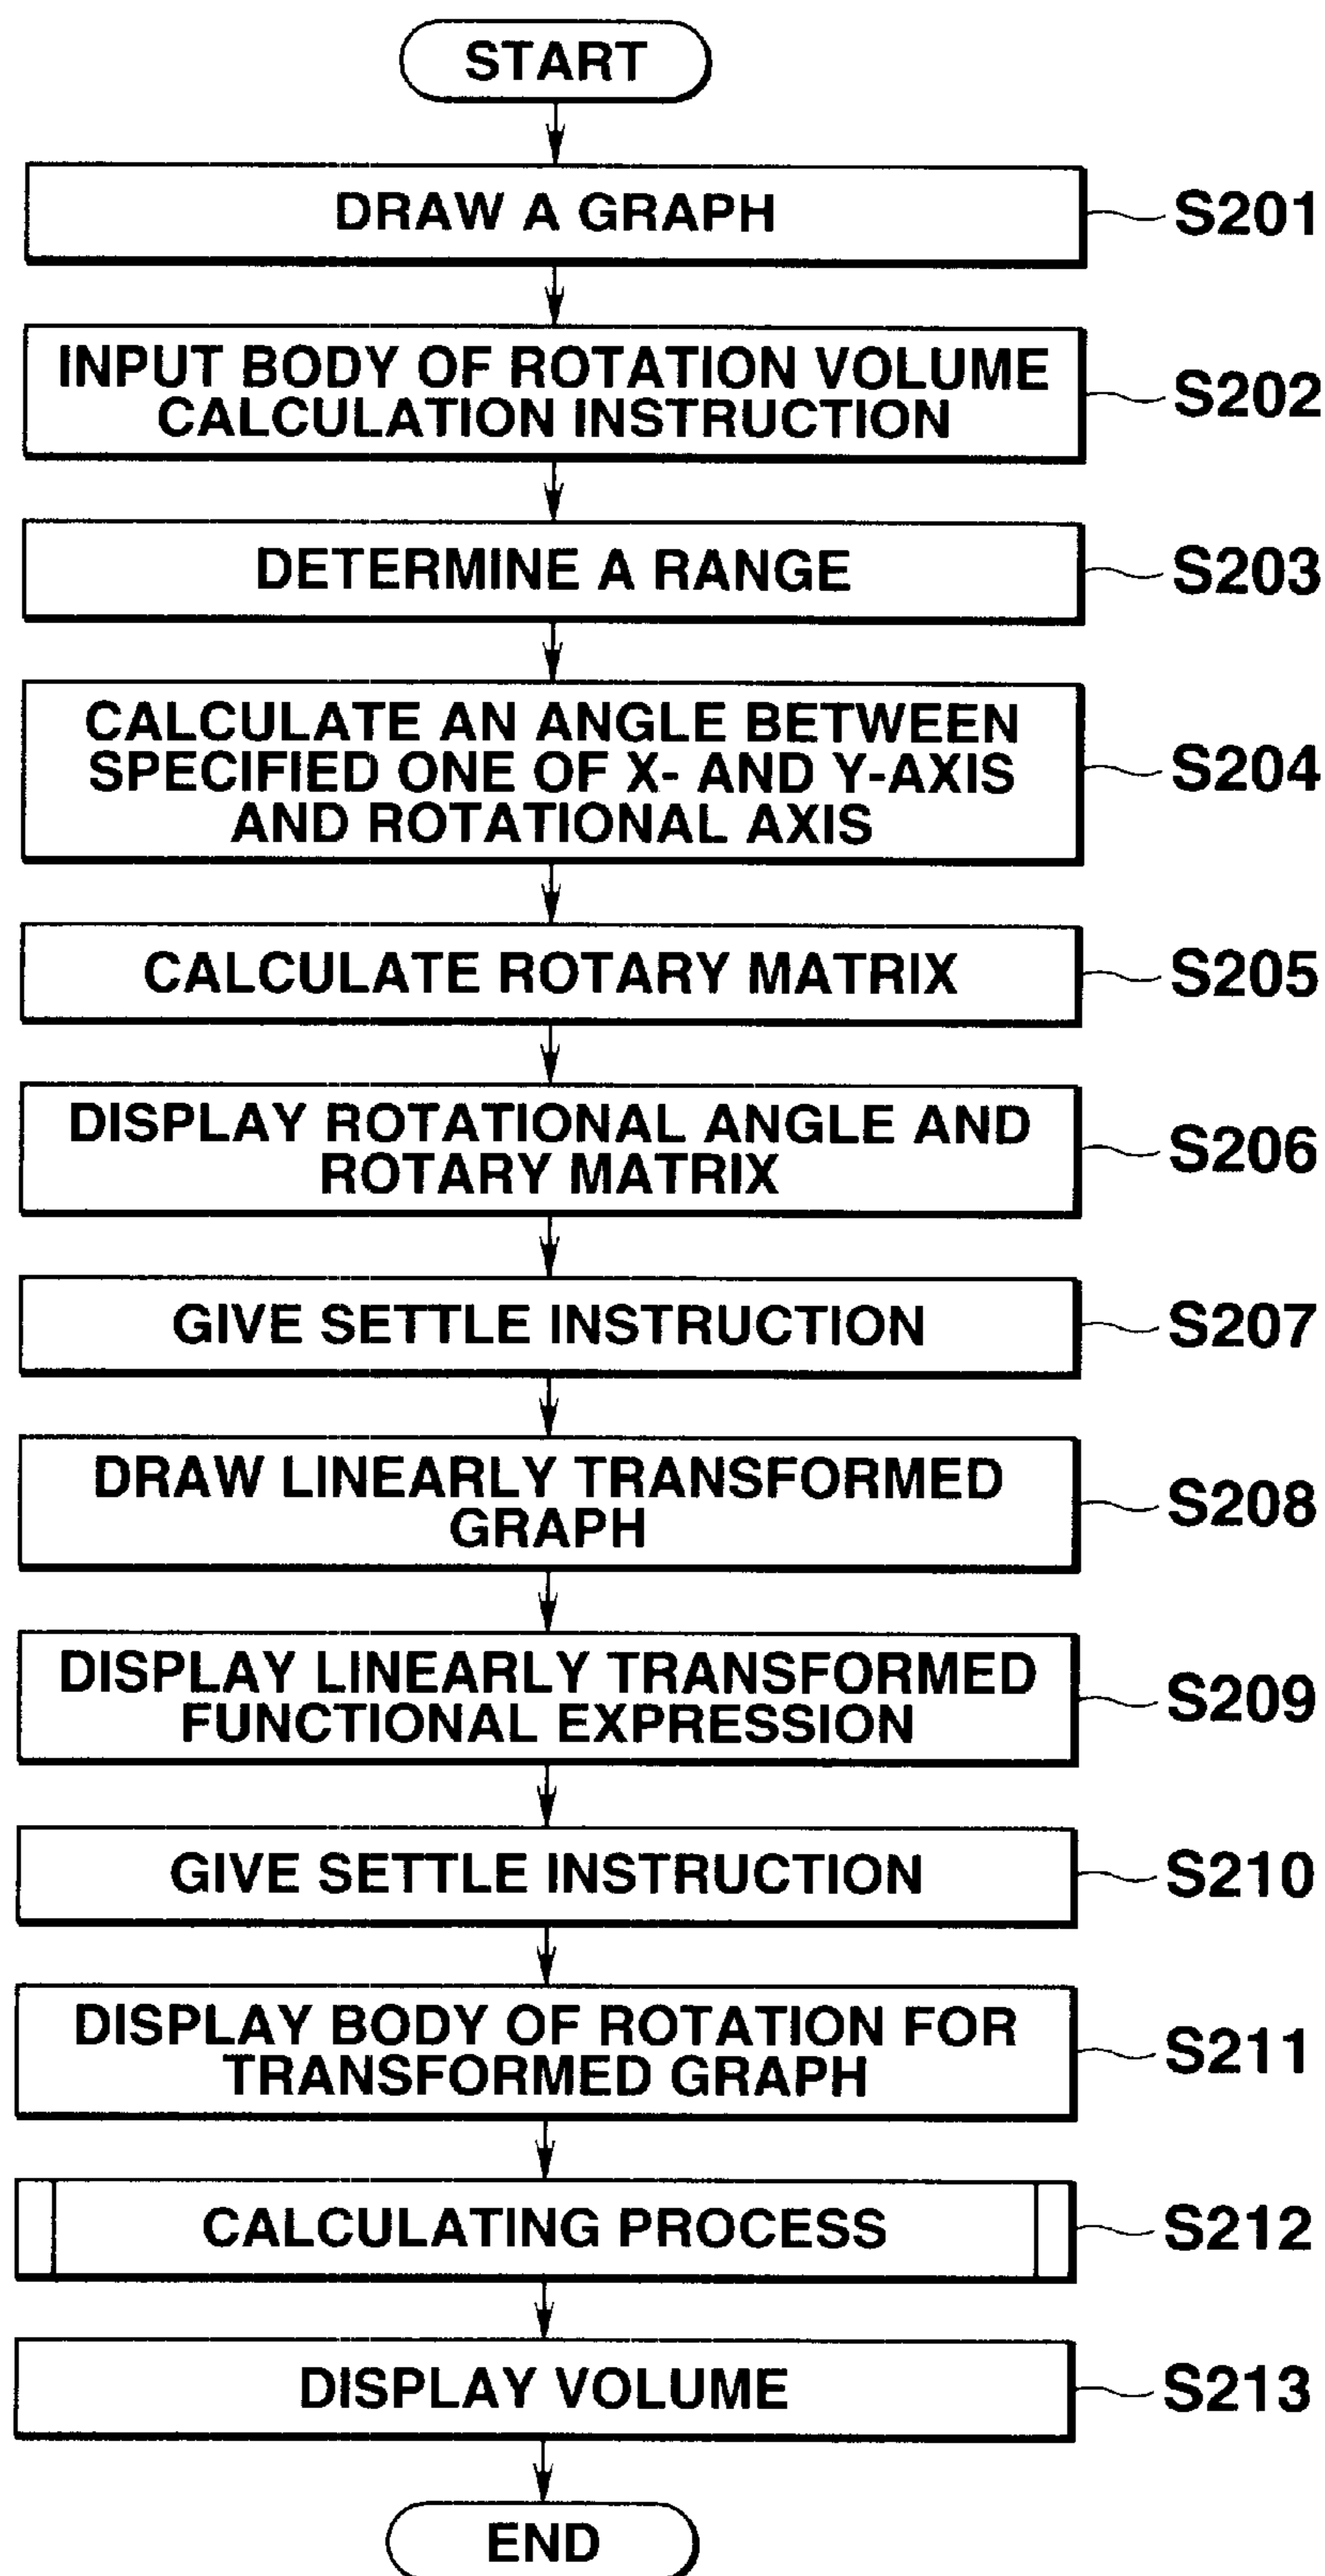 START
DRAW A GRAPH
S201
INPUT BODY OF ROTATION VOLUME
CALCULATION INSTRUCTION
S202
DETERMINE A RANGE
S203
CALCULATE AN ANGLE BETWEEN
SPECIFIED ONE OF X- AND Y-AXIS
AND ROTATIONAL AXIS
S204
CALCULATE ROTARY MATRIX
S205
DISPLAY ROTATIONAL ANGLE AND
ROTARY MATRIX
S206
GIVE SETTLE INSTRUCTION
S207
DRAW LINEARLY TRANSFORMED
GRAPH
S208
DISPLAY LINEARLY TRANSFORMED
FUNCTIONAL EXPRESSION
S209
GIVE SETTLE INSTRUCTION
S210
DISPLAY BODY OF ROTATION FOR
TRANSFORMED GRAPH
S211
CALCULATING PROCESS
S212
DISPLAY VOLUME
S213
END